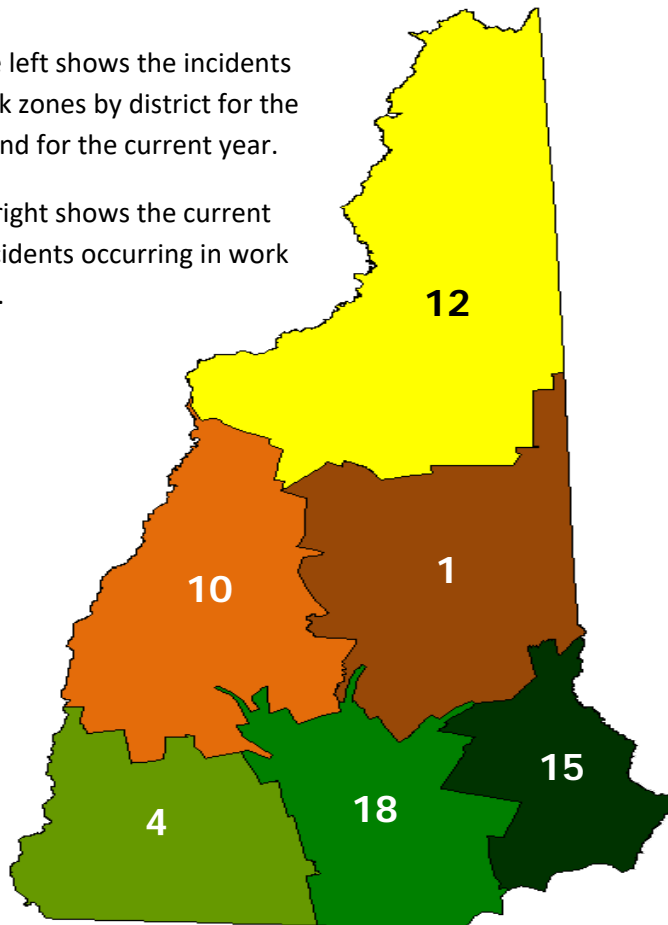 left shows the incidents
zones by district for the
nd for the current year.
right shows the current
cidents occurring in work
.
12
10
1
15
18
4